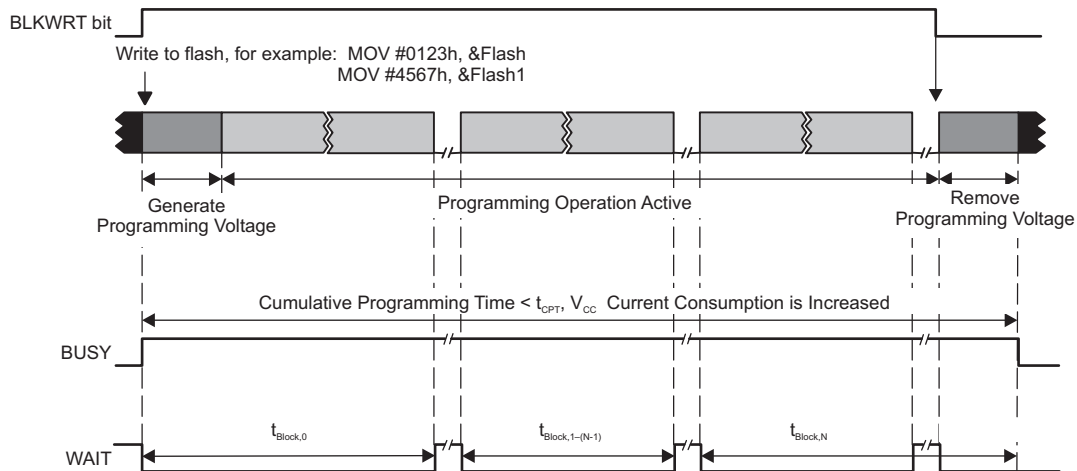 BLKWRT bit
Write to flash, for example: MOV #0123h, &Flash
MOV #4567h, &Flash1
Generate
Programming Voltage
Programming Operation Active
Remove
Programming Voltage
Cumulative Programming Time < tCPT, VCC Current Consumption is Increased
BUSY
tBlock,0
tBlock,1–(N-1)
tBlock,N
WAIT